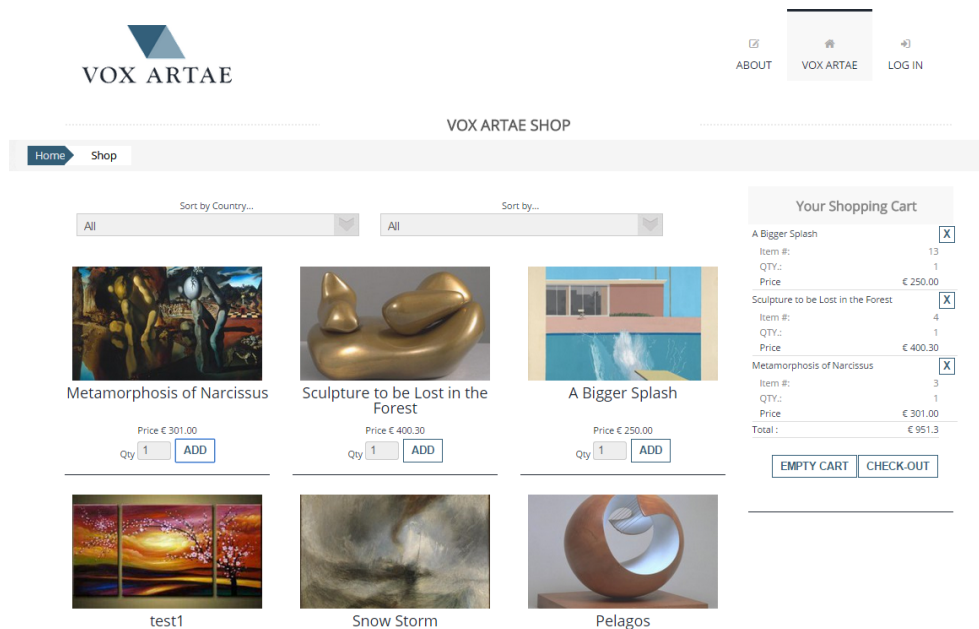 VOX ARTAE
ABOUT
VOX ARTAE
LOG IN
VOX ARTAE SHOP
Home
Shop
Sort by Country...
All
Sort by...
All
Metamorphosis of Narcissus
Price € 301.00
Qty 1 ADD
Sculpture to be Lost in the
Forest
Price € 400.30
Qty 1 ADD
A Bigger Splash
Price € 250.00
Qty 1 ADD
test1
Snow Storm
Pelagos
Your Shopping Cart
A Bigger Splash X
Item #: 13
QTY.: 1
Price € 250.00
Sculpture to be Lost in the Forest X
Item #: 4
QTY.: 1
Price € 400.30
Metamorphosis of Narcissus X
Item #: 3
QTY.: 1
Price € 301.00
Total : € 951.3
EMPTY CART CHECK-OUT